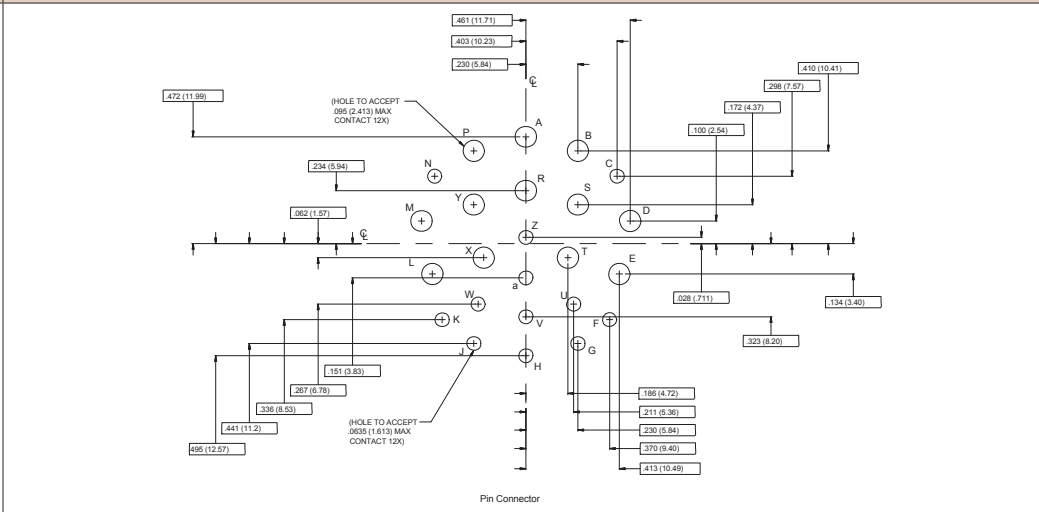 .461 (11.71)
.403 (10.23)
.230 (5.84)
.410 (10.41)
.298 (7.57)
.172 (4.37)
.100 (2.54)
℄
.472 (11.99)
(HOLE TO ACCEPT
.095 (2.413) MAX
CONTACT 12X)
A
P
B
N
C
.234 (5.94)
R
Y
S
M
D
.062 (1.57)
Z
℄
X
T
L
E
a
.028 (.711)
.134 (3.40)
W
U
K
V
F
.323 (8.20)
J
G
H
.151 (3.83)
.267 (6.78)
.336 (8.53)
.441 (11.2)
.495 (12.57)
(HOLE TO ACCEPT
.0635 (1.613) MAX
CONTACT 12X)
.186 (4.72)
.211 (5.36)
.230 (5.84)
.370 (9.40)
.413 (10.49)
Pin Connector